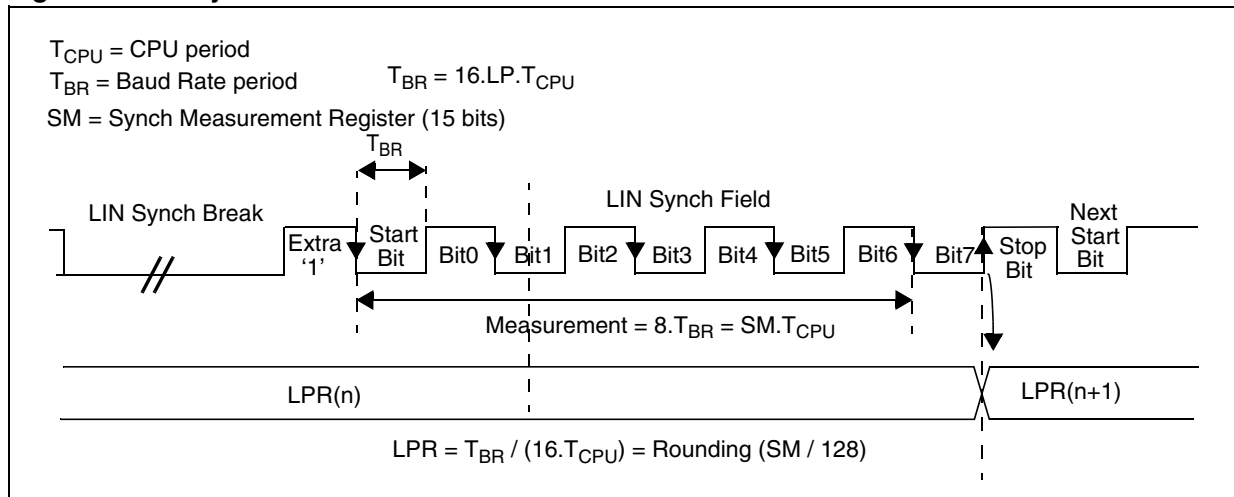 T_CPU = CPU period
T_BR = Baud Rate period T_BR = 16.LP.T_CPU
SM = Synch Measurement Register (15 bits)
T_BR
LIN Synch Break
LIN Synch Field
Extra '1'
Start Bit
Bit0
Bit1
Bit2
Bit3
Bit4
Bit5
Bit6
Bit7
Stop Bit
Next Start Bit
Measurement = 8.T_BR = SM.T_CPU
LPR(n)
LPR(n+1)
LPR = T_BR / (16.T_CPU) = Rounding (SM / 128)